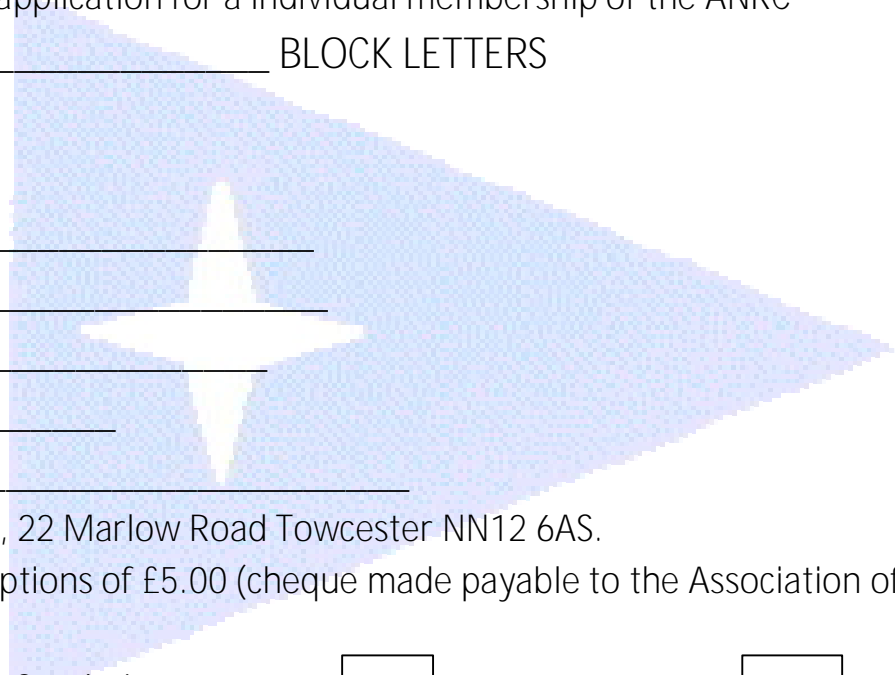 application for a individual membership of the ANRC
BLOCK LETTERS
, 22 Marlow Road Towcester NN12 6AS.
ptions of £5.00 (cheque made payable to the Association of